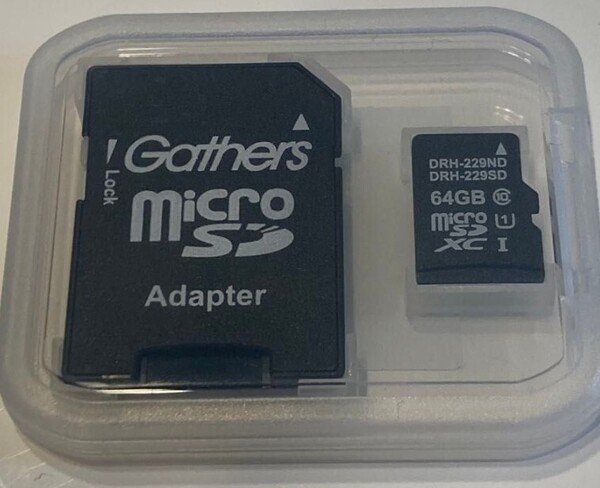 Gathers
Lock
micro
SD
Adapter
DRH-229ND
DRH-229SD
64GB 10
micro
SD 1
XC I